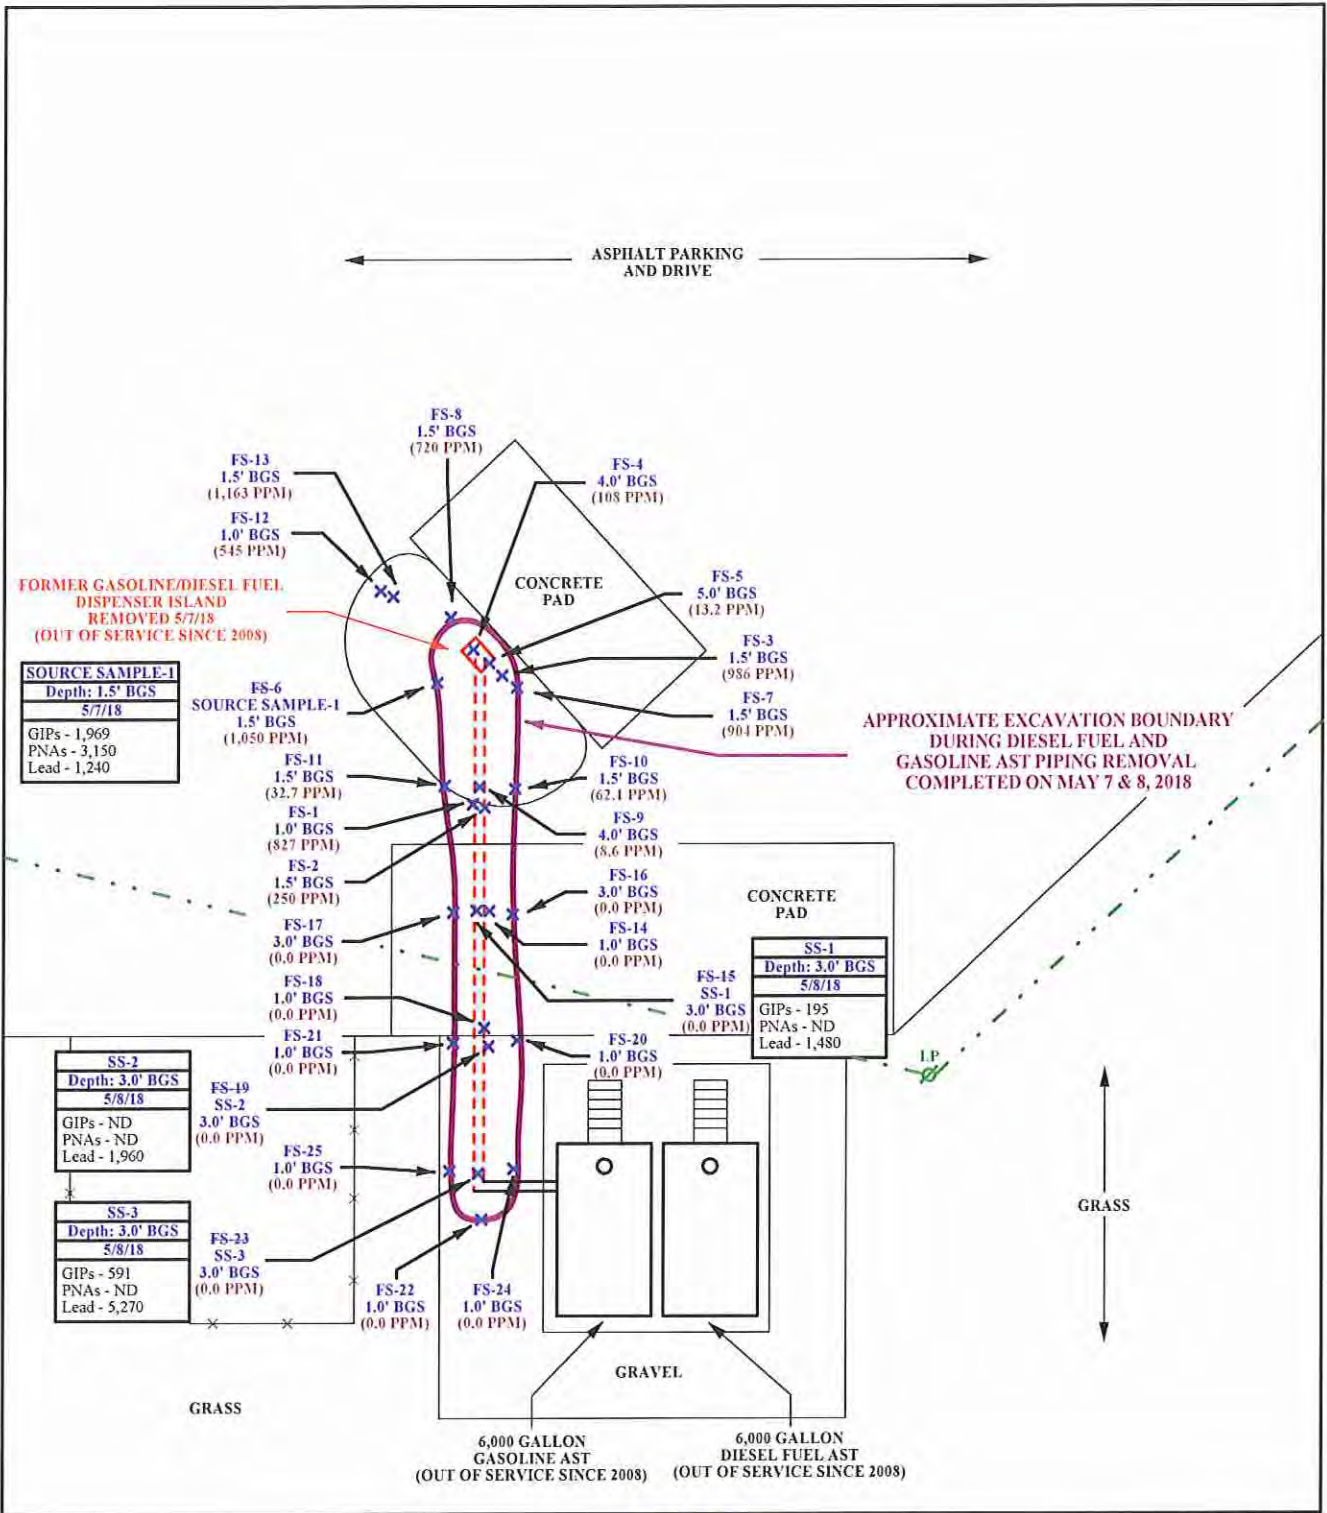 ASPHALT PARKING
AND DRIVE
FS-8
1.5' BGS
(720 PPM)
FS-13
1.5' BGS
(1,163 PPM)
FS-4
4.0' BGS
(108 PPM)
FS-12
1.0' BGS
(545 PPM)
CONCRETE
PAD
FS-5
5.0' BGS
(13.2 PPM)
FORMER GASOLINE/DIESEL FUEL
DISPENSER ISLAND
REMOVED 5/7/18
(OUT OF SERVICE SINCE 2008)
FS-3
1.5' BGS
(986 PPM)
SOURCE SAMPLE-1
Depth: 1.5' BGS
5/7/18
GIPs - 1,969
PNAs - 3,150
Lead - 1,240
FS-6
SOURCE SAMPLE-1
1.5' BGS
(1,050 PPM)
FS-7
1.5' BGS
(904 PPM)
APPROXIMATE EXCAVATION BOUNDARY
DURING DIESEL FUEL AND
GASOLINE AST PIPING REMOVAL
COMPLETED ON MAY 7 & 8, 2018
FS-11
1.5' BGS
(32.7 PPM)
FS-10
1.5' BGS
(62.1 PPM)
FS-1
1.0' BGS
(827 PPM)
FS-9
4.0' BGS
(8.6 PPM)
FS-2
1.5' BGS
(250 PPM)
FS-16
3.0' BGS
(0.0 PPM)
CONCRETE
PAD
FS-17
3.0' BGS
(0.0 PPM)
FS-14
1.0' BGS
(0.0 PPM)
FS-18
1.0' BGS
(0.0 PPM)
FS-15
SS-1
3.0' BGS
(0.0 PPM)
SS-1
Depth: 3.0' BGS
5/8/18
GIPs - 195
PNAs - ND
Lead - 1,480
FS-21
1.0' BGS
(0.0 PPM)
FS-20
1.0' BGS
(0.0 PPM)
LP
SS-2
Depth: 3.0' BGS
5/8/18
GIPs - ND
PNAs - ND
Lead - 1,960
FS-19
SS-2
3.0' BGS
(0.0 PPM)
FS-25
1.0' BGS
(0.0 PPM)
GRASS
SS-3
Depth: 3.0' BGS
5/8/18
GIPs - 591
PNAs - ND
Lead - 5,270
FS-23
SS-3
3.0' BGS
(0.0 PPM)
FS-22
1.0' BGS
(0.0 PPM)
FS-24
1.0' BGS
(0.0 PPM)
GRAVEL
GRASS
6,000 GALLON
GASOLINE AST
(OUT OF SERVICE SINCE 2008)
6,000 GALLON
DIESEL FUEL AST
(OUT OF SERVICE SINCE 2008)